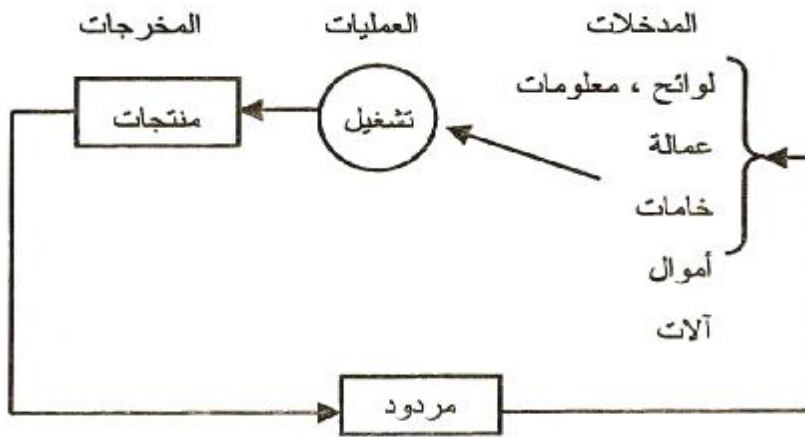 المدخلات
العمليات
المخرجات
لوائح ، معلومات
عمالة
خامات
أموال
آلات
تشغيل
منتجات
مردود